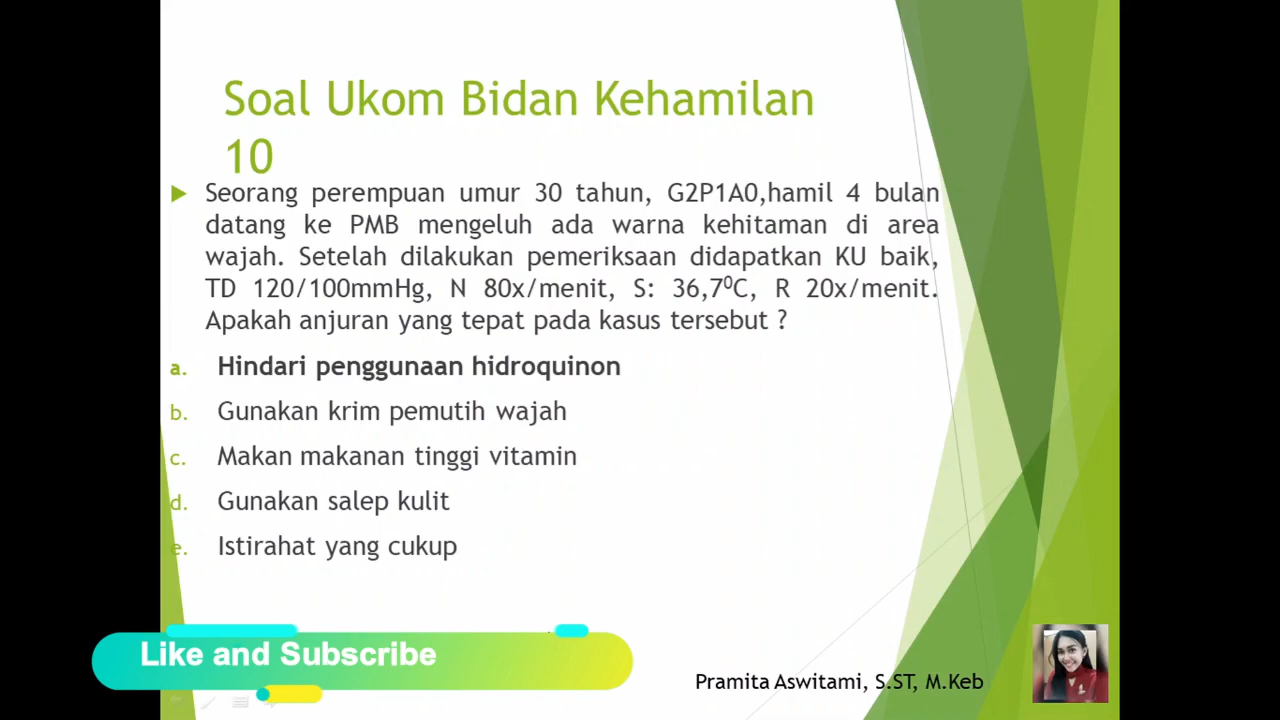 Soal Ukom Bidan Kehamilan
10
Seorang perempuan umur 30 tahun, G2P1A0,hamil 4 bulan
datang ke PMB mengeluh ada warna kehitaman di area
wajah. Setelah dilakukan pemeriksaan didapatkan KU baik,
TD 120/100mmHg, N 80x/menit, S: 36,7⁰C, R 20x/menit.
Apakah anjuran yang tepat pada kasus tersebut ?
a. Hindari penggunaan hidroquinon
b. Gunakan krim pemutih wajah
c. Makan makanan tinggi vitamin
d. Gunakan salep kulit
e. Istirahat yang cukup
Like and Subscribe
Pramita Aswitami, S.ST, M.Keb